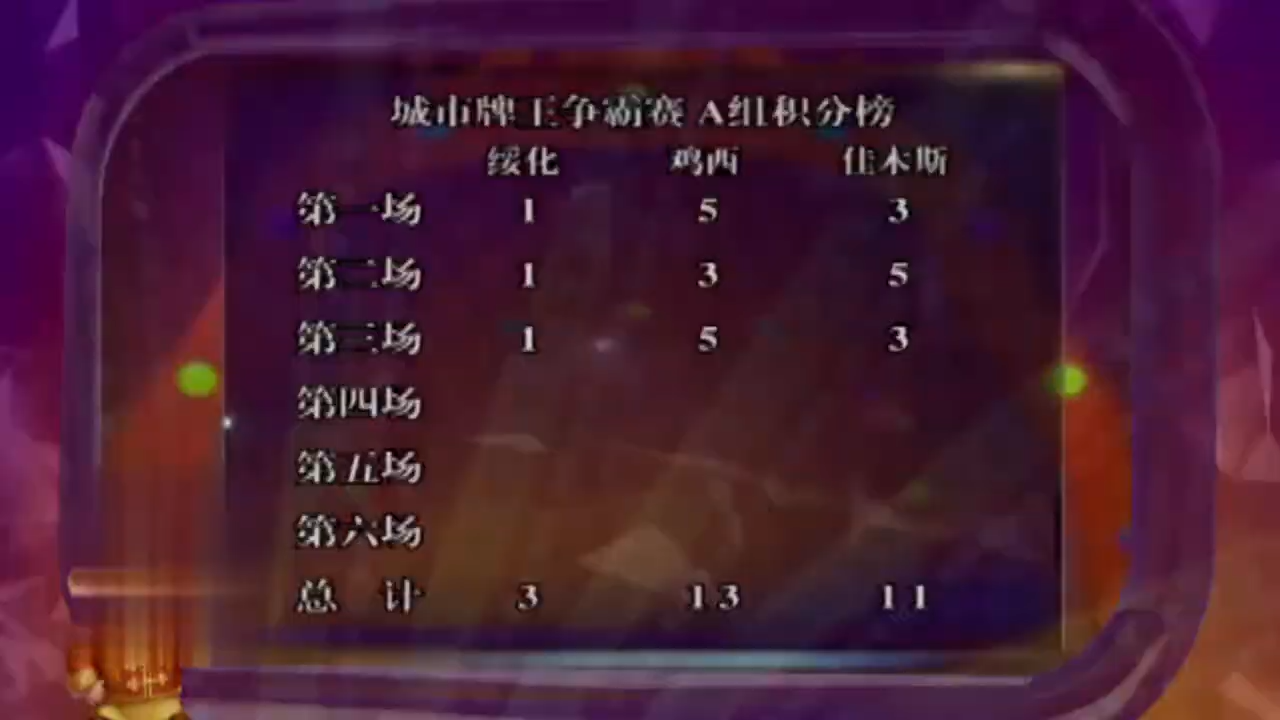 城市牌王争霸赛 A组积分榜
绥化 鸡西 佳木斯
第一场 1 5 3
第二场 1 3 5
第三场 1 5 3
第四场
第五场
第六场
总 计 3 13 11